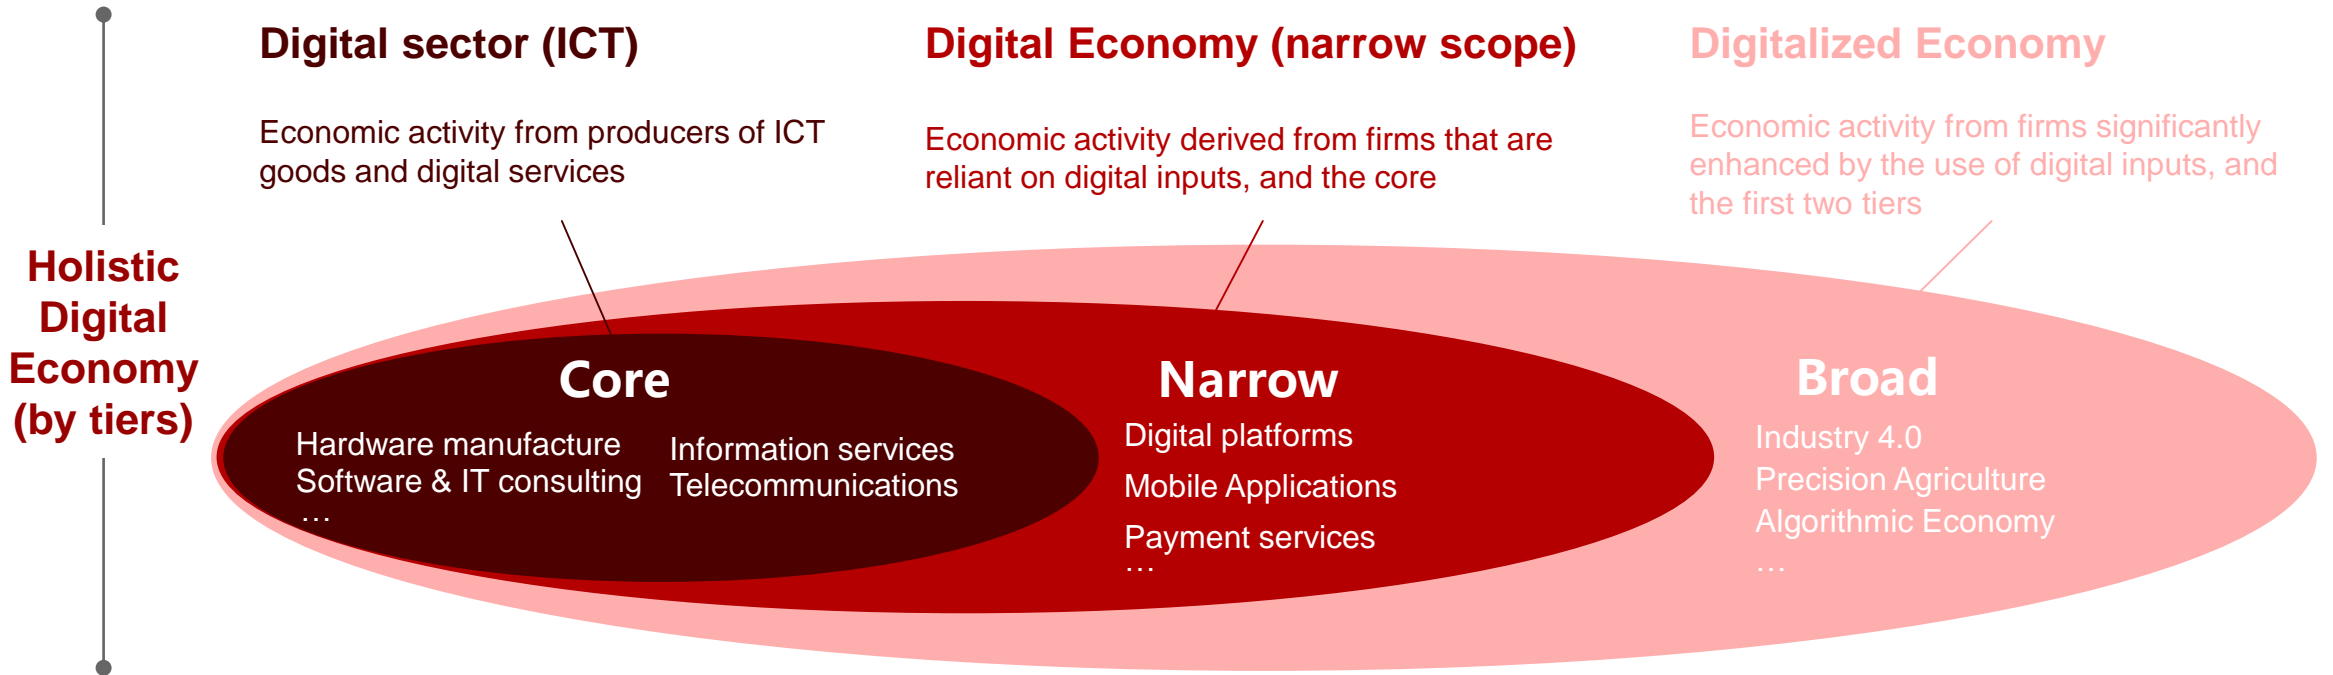 Holistic
Digital
Economy
(by tiers)
Digital sector (ICT)
Economic activity from producers of ICT
goods and digital services
Digital Economy (narrow scope)
Economic activity derived from firms that are
reliant on digital inputs, and the core
Digitalized Economy
Economic activity from firms significantly
enhanced by the use of digital inputs, and
the first two tiers
Core
Hardware manufacture
Software & IT consulting
…
Information services
Telecommunications
Narrow
Digital platforms
Mobile Applications
Payment services
…
Broad
Industry 4.0
Precision Agriculture
Algorithmic Economy
…